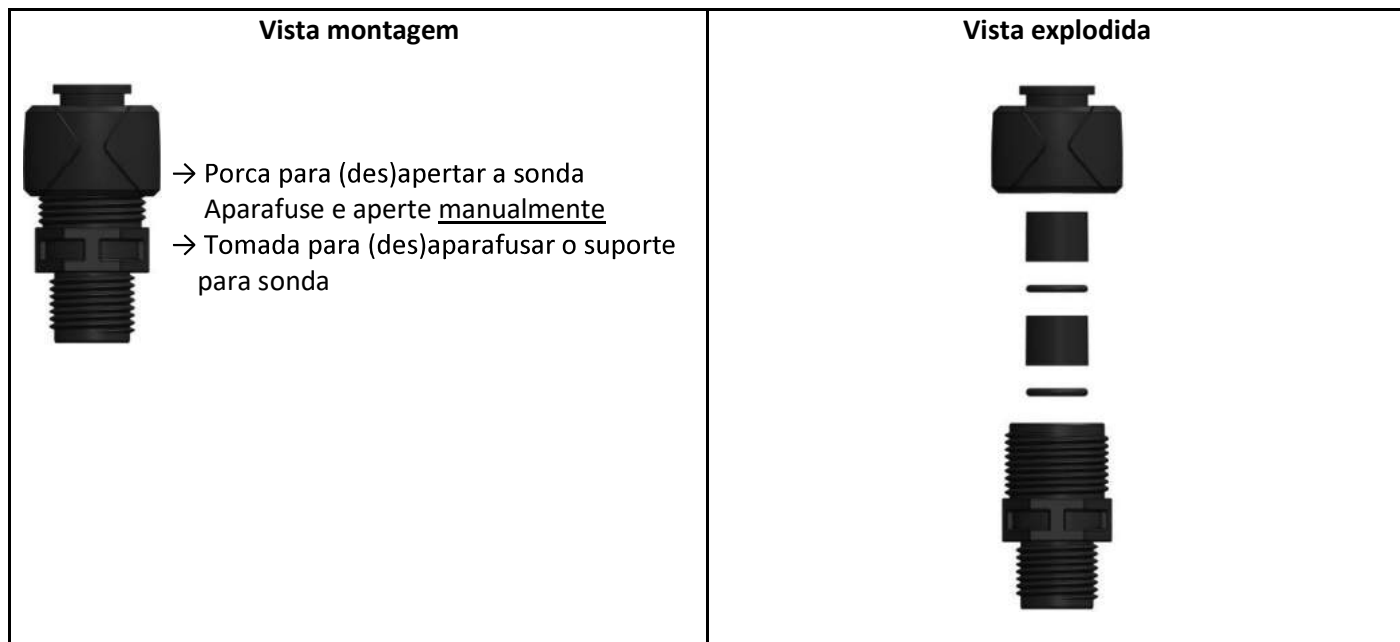 Vista montagem
Vista explodida
→ Porca para (des)apertar a sonda
Aparafuse e aperte manualmente
→ Tomada para (des)aparafusar o suporte
para sonda